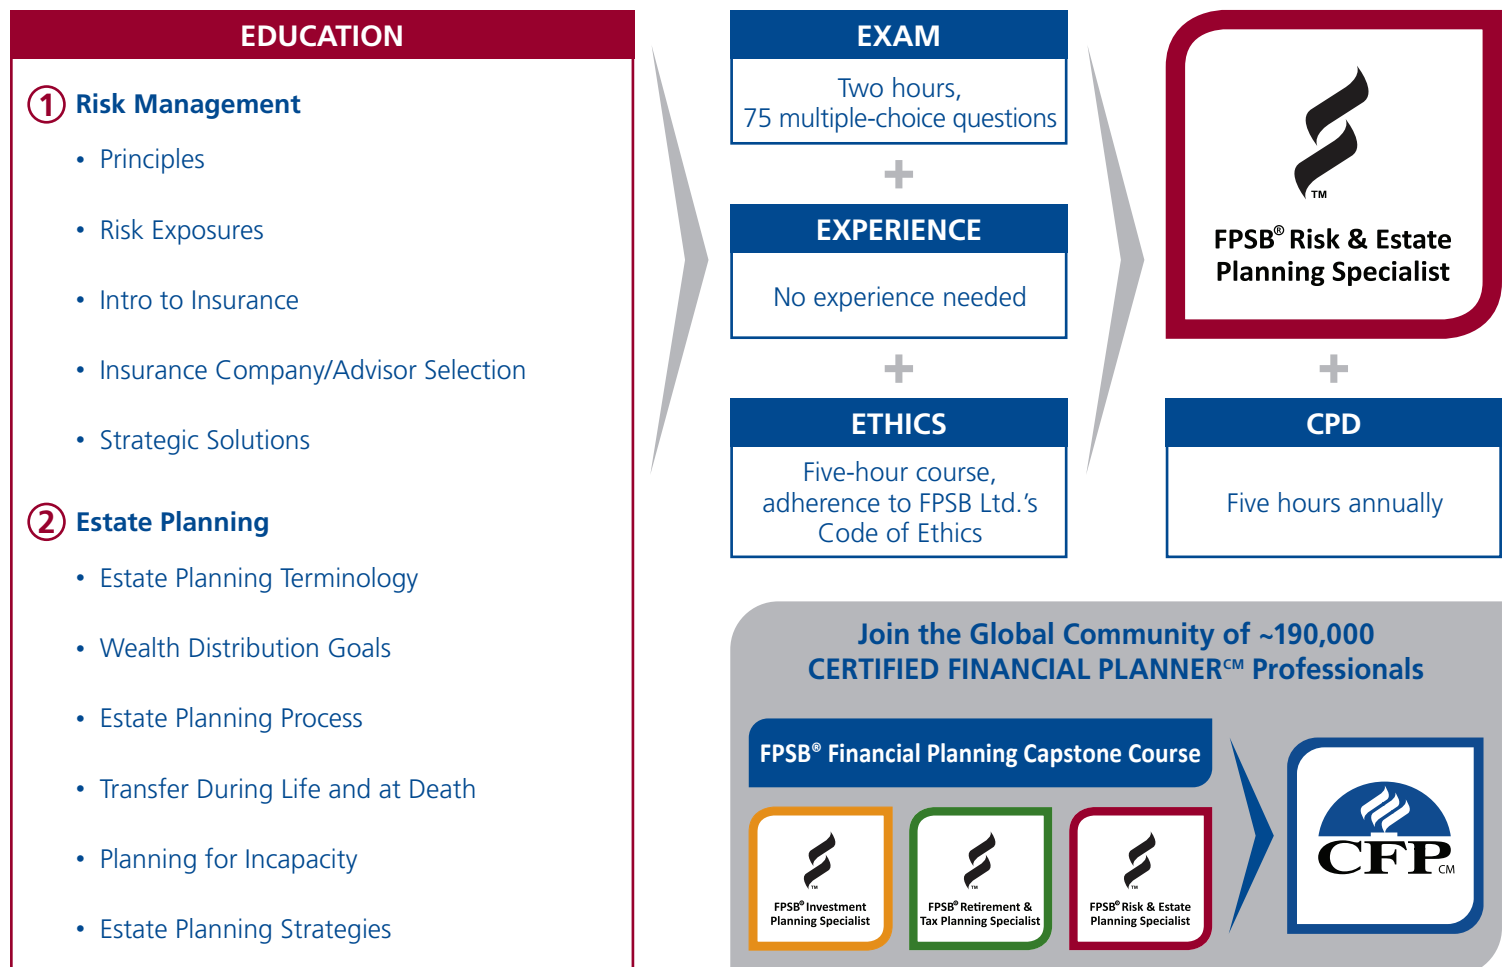 EDUCATION
① Risk Management
• Principles
• Risk Exposures
• Intro to Insurance
• Insurance Company/Advisor Selection
• Strategic Solutions
② Estate Planning
• Estate Planning Terminology
• Wealth Distribution Goals
• Estate Planning Process
• Transfer During Life and at Death
• Planning for Incapacity
• Estate Planning Strategies
EXAM
Two hours,
75 multiple-choice questions
+
EXPERIENCE
No experience needed
+
ETHICS
Five-hour course,
adherence to FPSB Ltd.’s
Code of Ethics
TM
FPSB® Risk & Estate
Planning Specialist
+
CPD
Five hours annually
Join the Global Community of ~190,000
CERTIFIED FINANCIAL PLANNER℠ Professionals
FPSB® Financial Planning Capstone Course
TM
FPSB® Investment
Planning Specialist
TM
FPSB® Retirement &
Tax Planning Specialist
TM
FPSB® Risk & Estate
Planning Specialist
CFP CM